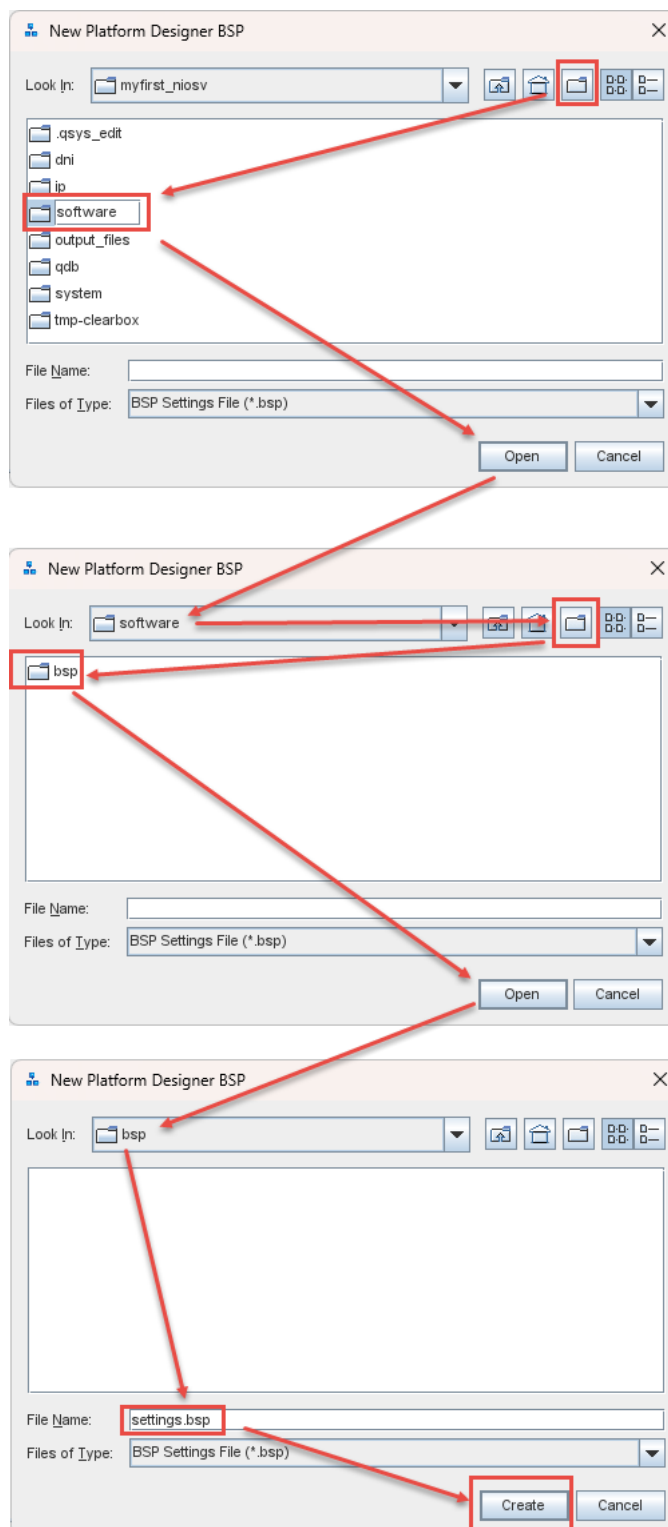 New Platform Designer BSP
Look In: myfirst_niosv
.qsys_edit
dni
ip
software
output_files
qdb
system
tmp-clearbox
File Name:
Files of Type: BSP Settings File (*.bsp)
Open Cancel
New Platform Designer BSP
Look In: software
bsp
File Name:
Files of Type: BSP Settings File (*.bsp)
Open Cancel
New Platform Designer BSP
Look In: bsp
File Name: settings.bsp
Files of Type: BSP Settings File (*.bsp)
Create Cancel